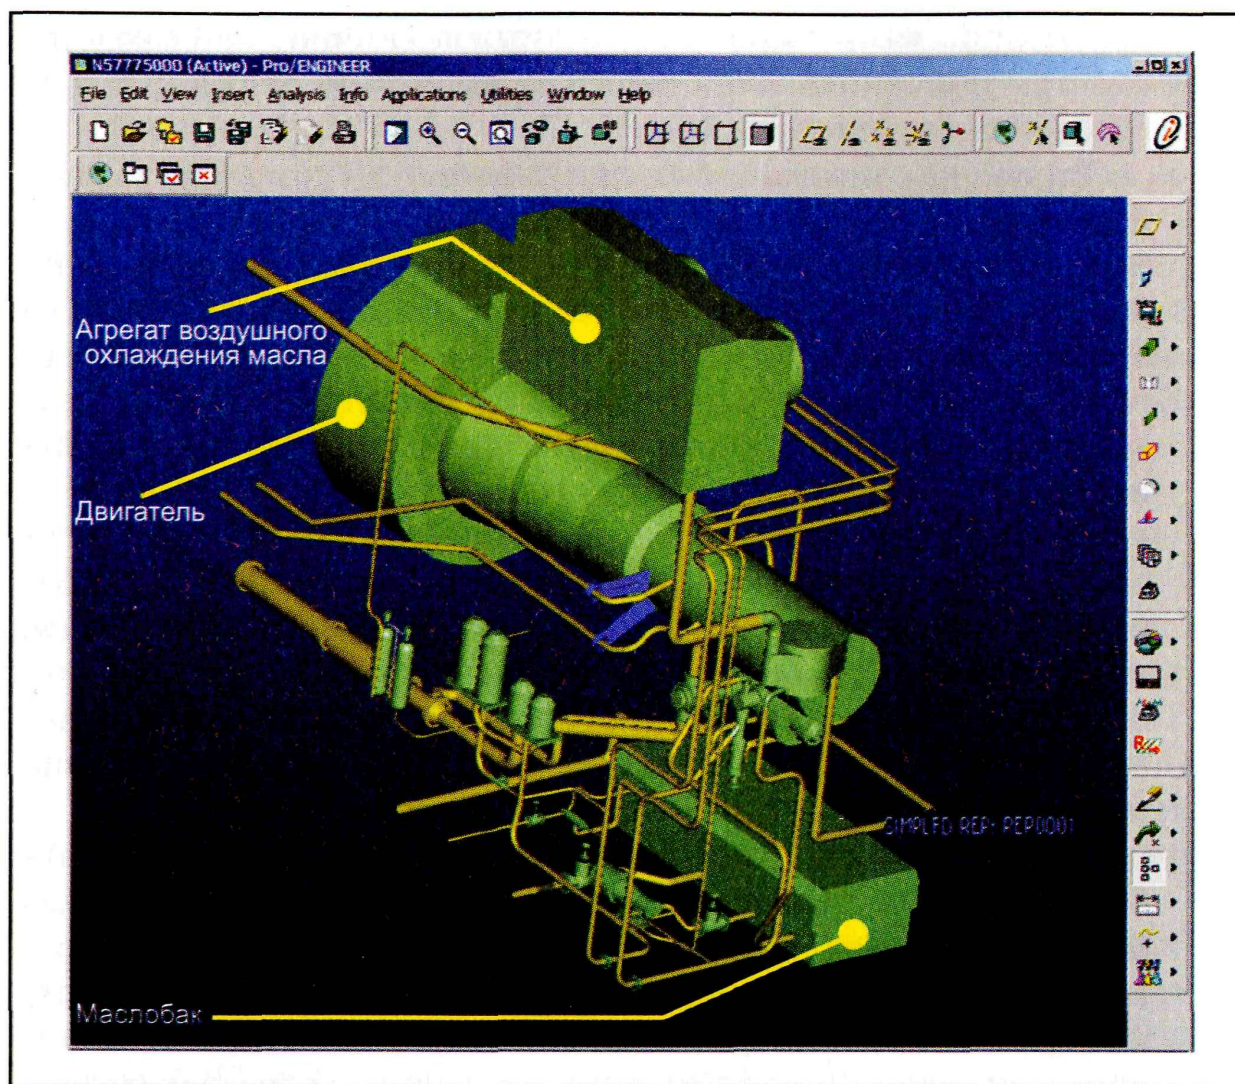 N57775000 (Active) - Pro/ENGINEER
File Edit View Insert Analysis Info Applications Utilities Window Help
Агрегат воздушного
охлаждения масла
Двигатель
SIMPLFD REP: REP0001
Маслобак